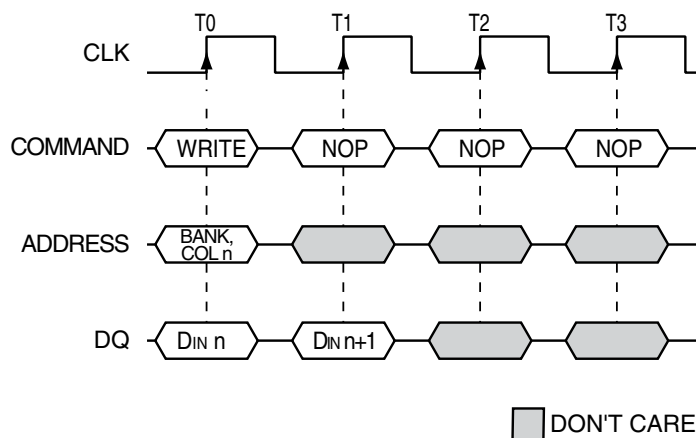 T0 T1 T2 T3
CLK
COMMAND WRITE NOP NOP NOP
ADDRESS BANK,
COL n
DQ DIN n DIN n+1
DON'T CARE